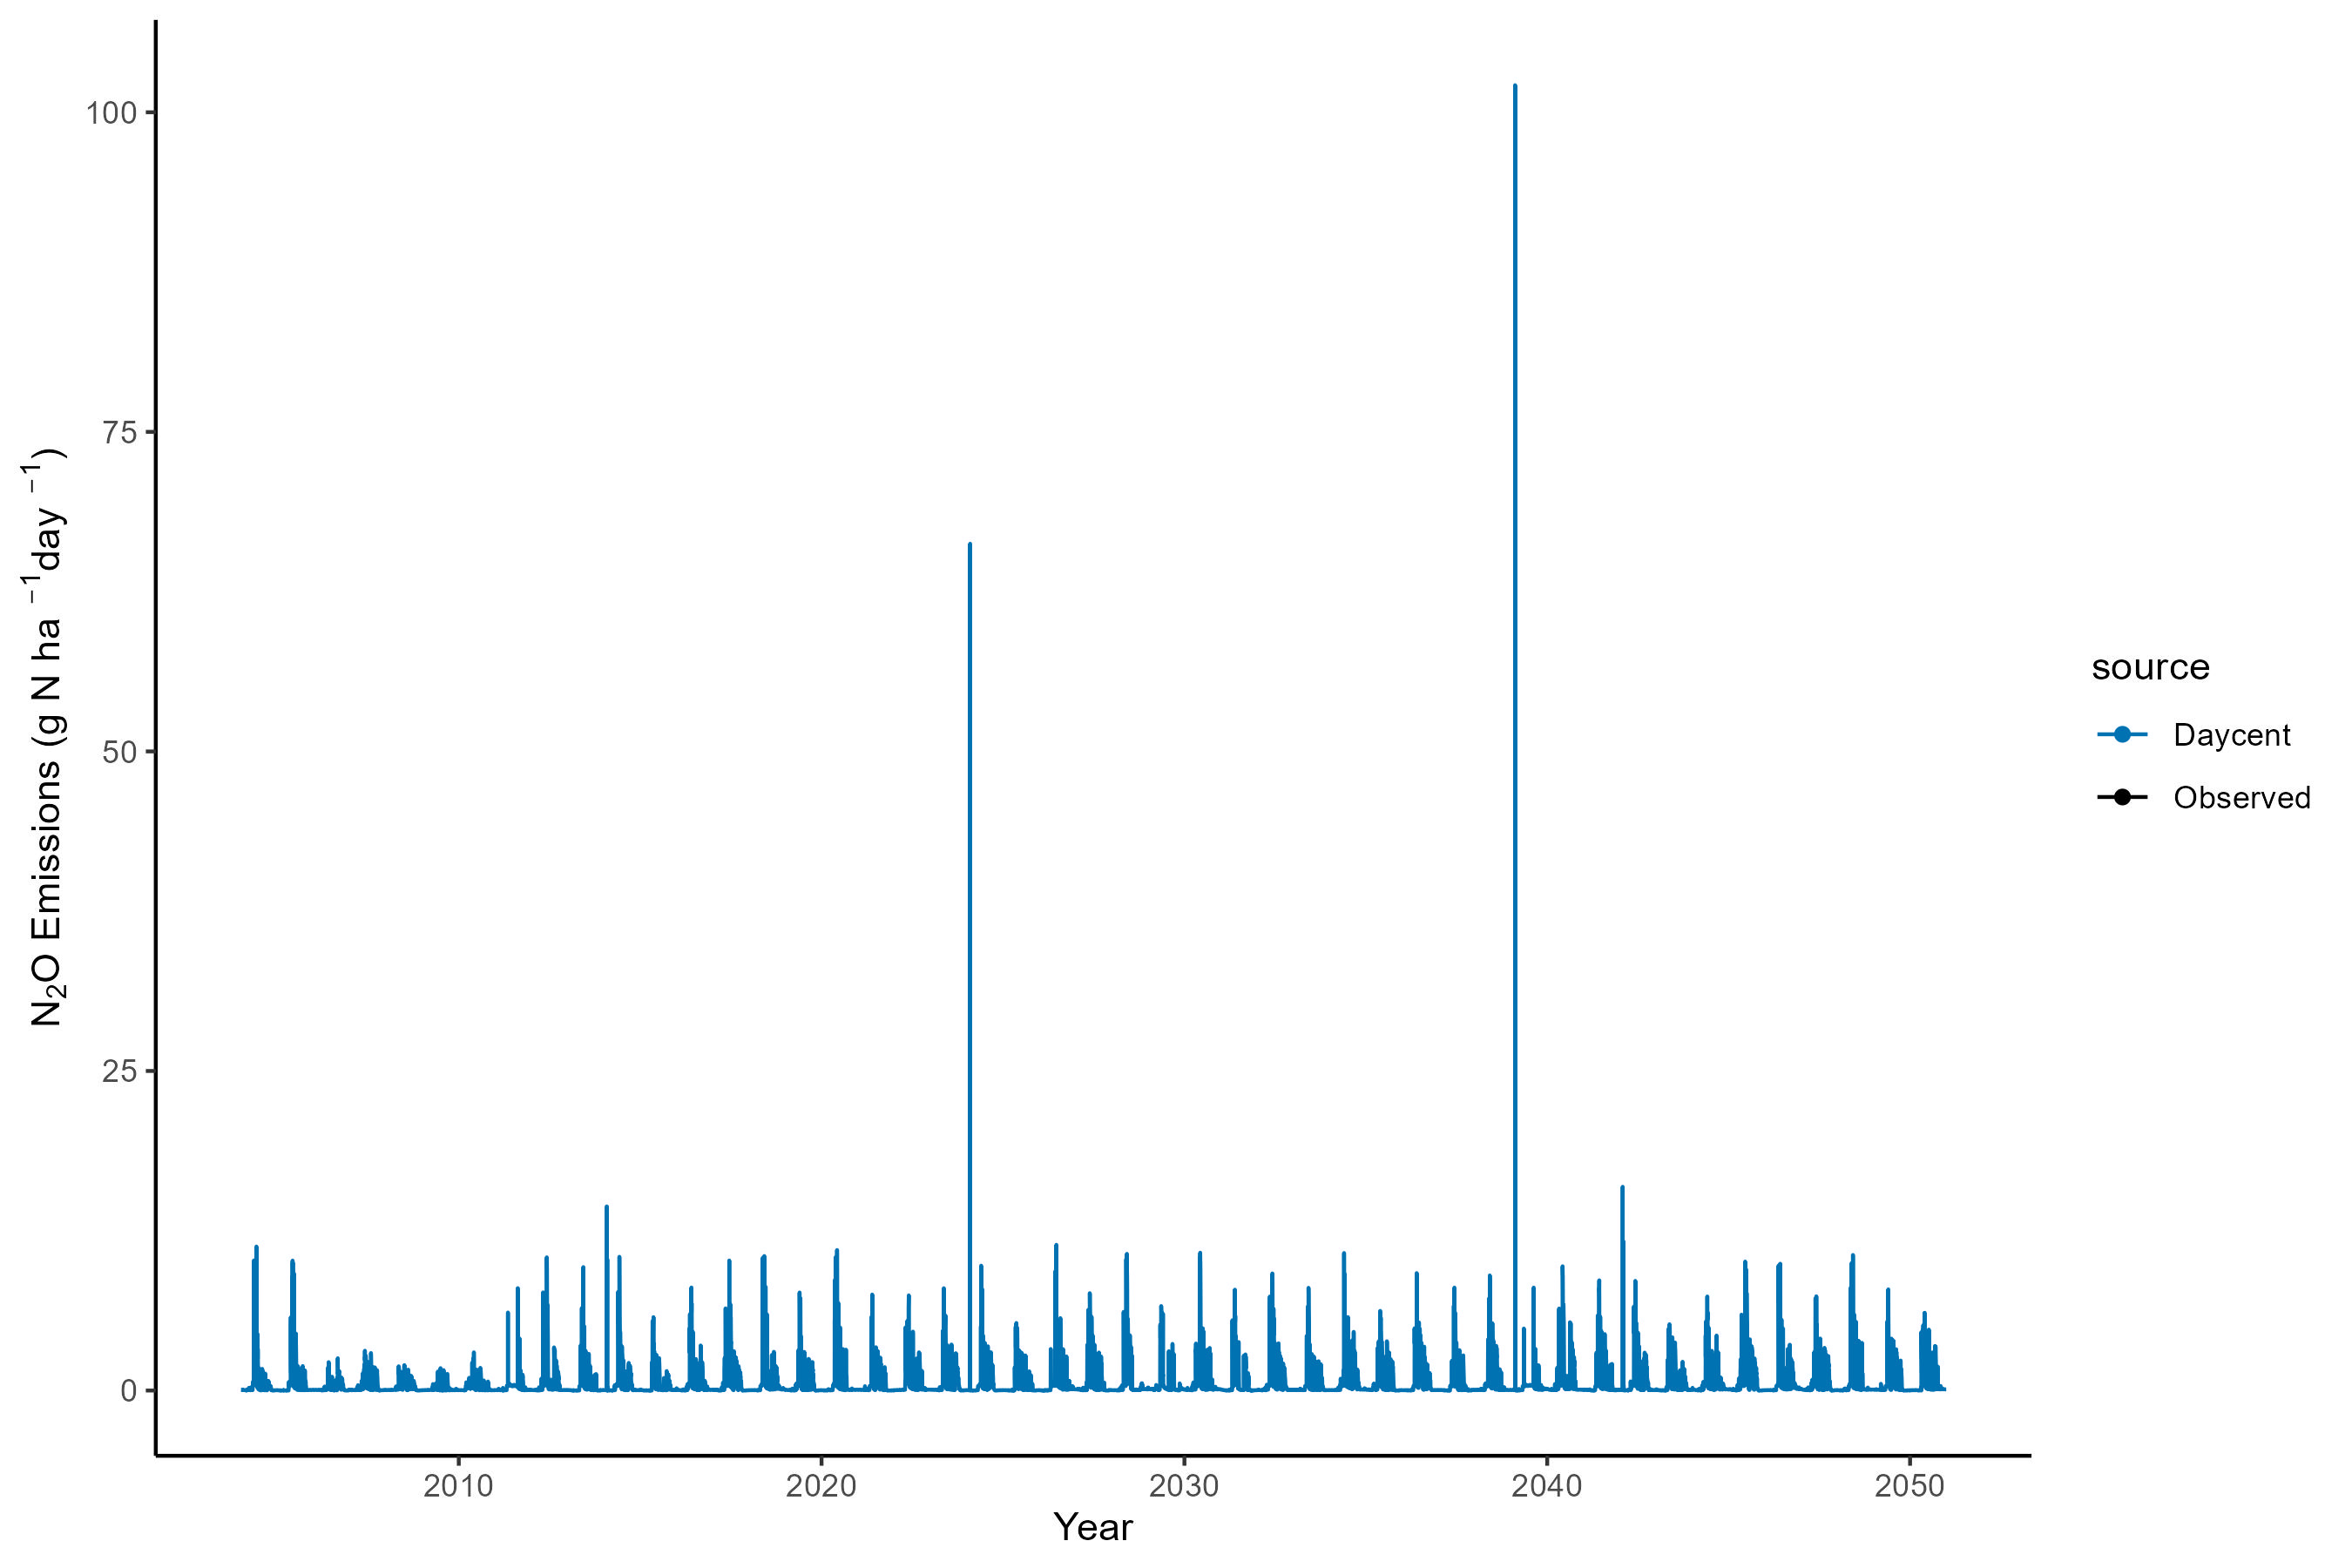 100
75
50
25
0
N₂O Emissions (g N ha ⁻¹day ⁻¹)
2010 2020 2030 2040 2050
Year
source
Daycent
Observed